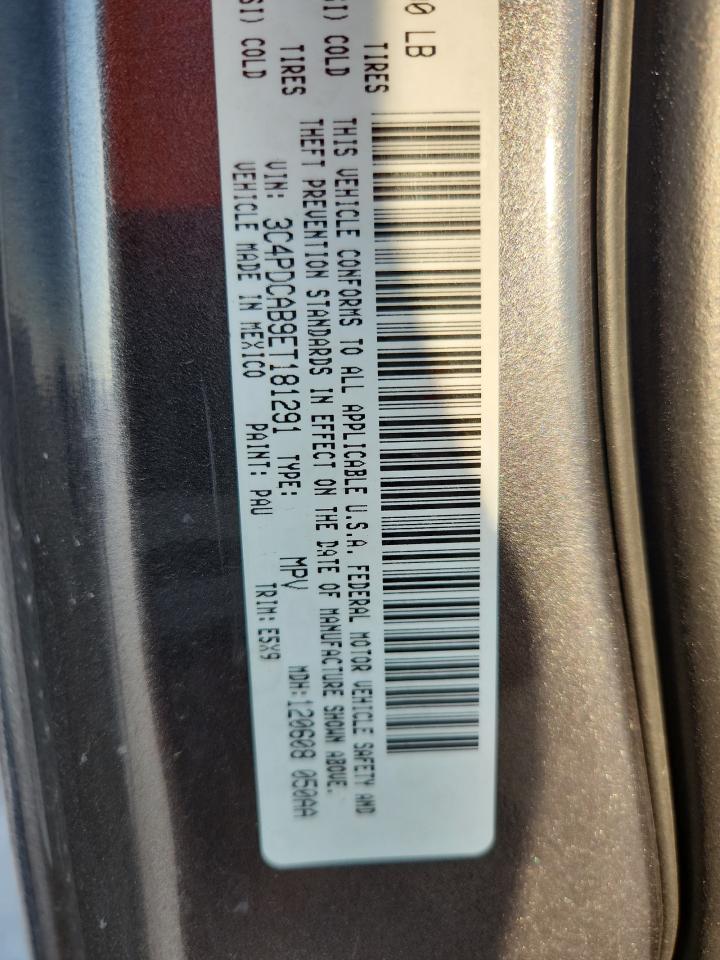 0 LB
TIRES
SI) COLD
TIRES
SI) COLD
THIS VEHICLE CONFORMS TO ALL APPLICABLE U.S.A. FEDERAL MOTOR VEHICLE SAFETY AND
THEFT PREVENTION STANDARDS IN EFFECT ON THE DATE OF MANUFACTURE SHOWN ABOVE.
VIN: 3C4PDCAB9ET181291 TYPE: MPV MDH: 120608 050AA
VEHICLE MADE IN MEXICO PAINT: PAU TRIM: E5X9